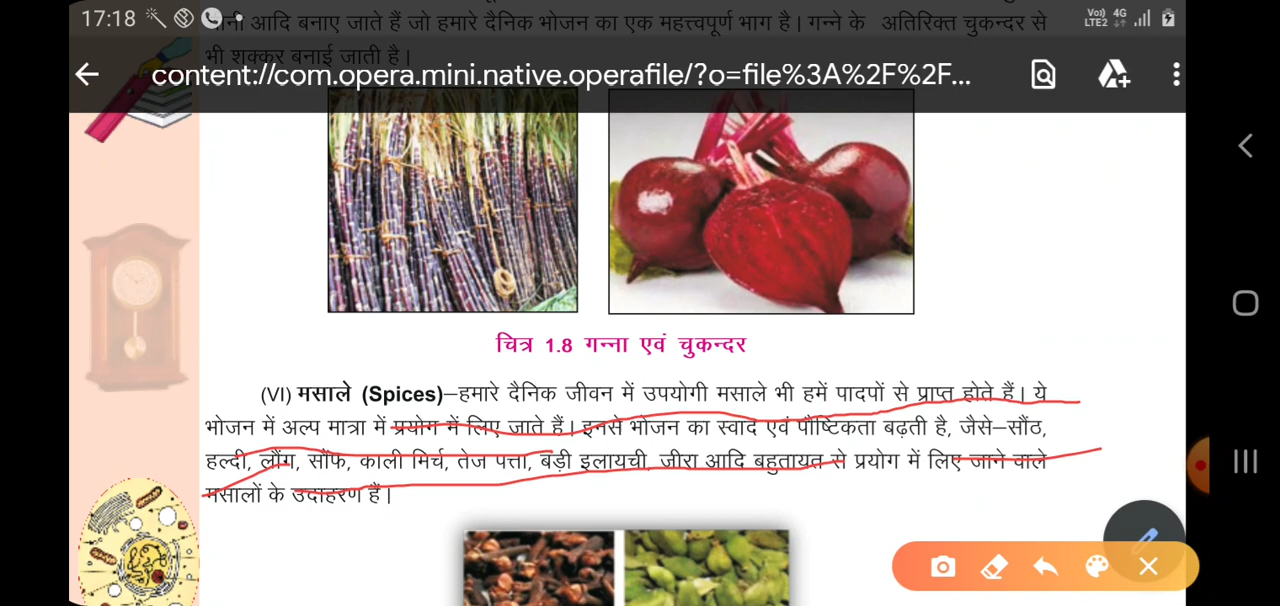 17:18
Vo)) 4G
LTE2
आदि बनाए जाते हैं जो हमारे दैनिक भोजन का एक महत्त्वपूर्ण भाग है। गन्ने के अतिरिक्त चुकन्दर से
भी शक्कर बनाई जाती है।
content://com.opera.mini.native.operafile/?o=file%3A%2F%2F...
चित्र 1.8 गन्ना एवं चुकन्दर
(VI) मसाले (Spices)–हमारे दैनिक जीवन में उपयोगी मसाले भी हमें पादपों से प्राप्त होते हैं। ये
भोजन में अल्प मात्रा में प्रयोग में लिए जाते हैं। इनसे भोजन का स्वाद एवं पौष्टिकता बढ़ती है, जैसे–सौंठ,
हल्दी, लौंग, सौंफ, काली मिर्च, तेज पत्ता, बड़ी इलायची, जीरा आदि बहुतायत से प्रयोग में लिए जाने वाले
मसालों के उदाहरण हैं।